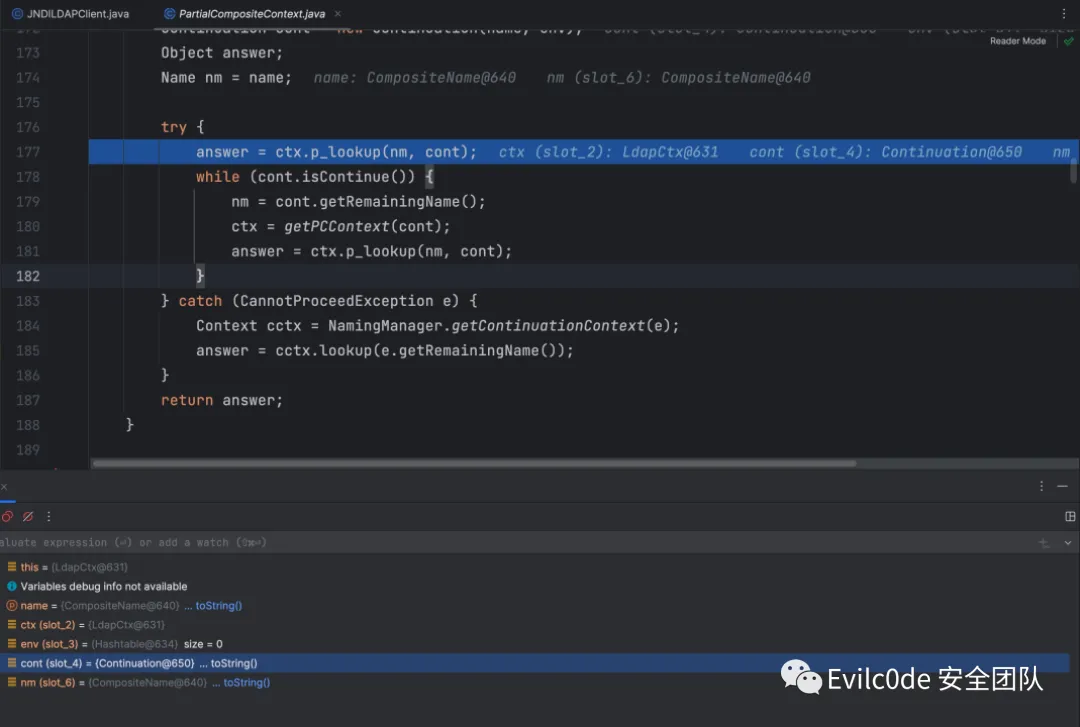 JNDILDAPClient.java PartialCompositeContext.java ×
Reader Mode
173 Object answer;
174 Name nm = name; name: CompositeName@640 nm (slot_6): CompositeName@640
175
176 try {
177 answer = ctx.p_lookup(nm, cont); ctx (slot_2): LdapCtx@631 cont (slot_4): Continuation@650 nm
178 while (cont.isContinue()) {
179 nm = cont.getRemainingName();
180 ctx = getPCContext(cont);
181 answer = ctx.p_lookup(nm, cont);
182 }
183 } catch (CannotProceedException e) {
184 Context cctx = NamingManager.getContinuationContext(e);
185 answer = cctx.lookup(e.getRemainingName());
186 }
187 return answer;
188 }
189
aluate expression (⏎) or add a watch (⇧⌘⏎)
this = {LdapCtx@631}
Variables debug info not available
name = {CompositeName@640} ... toString()
ctx (slot_2) = {LdapCtx@631}
env (slot_3) = {Hashtable@634} size = 0
cont (slot_4) = {Continuation@650} ... toString()
nm (slot_6) = {CompositeName@640} ... toString()
Evilc0de 安全团队